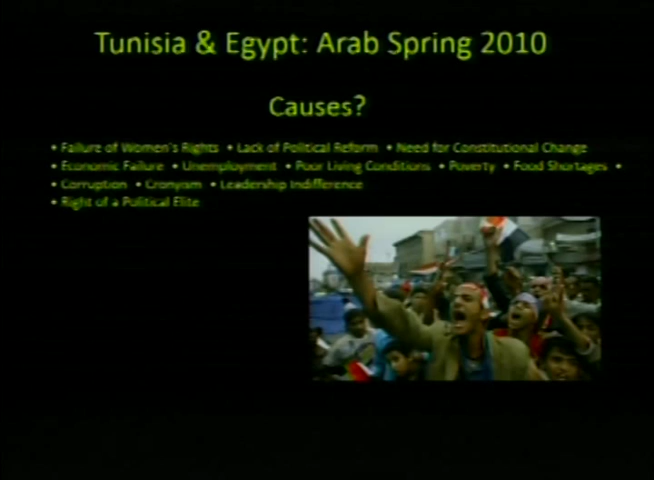 Tunisia & Egypt: Arab Spring 2010
Causes?
• Failure of Women's Rights • Lack of Political Reform • Need for Constitutional Change
• Economic Failure • Unemployment • Poor Living Conditions • Poverty • Food Shortages •
• Corruption • Cronyism • Leadership Indifference
• Right of a Political Elite